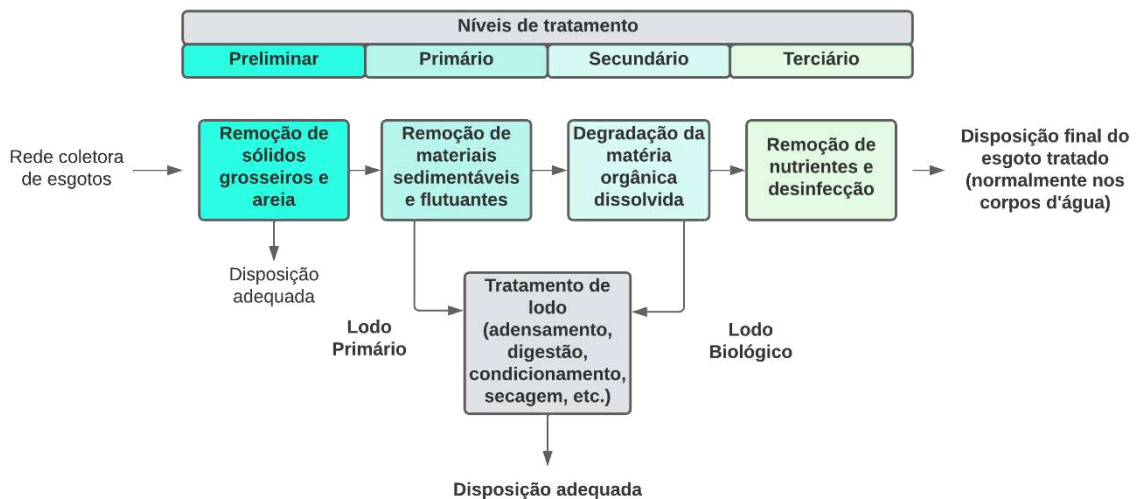 Níveis de tratamento
Preliminar
Primário
Secundário
Terciário
Rede coletora
de esgotos
Remoção de
sólidos
grosseiros e
areia
Remoção de
materiais
sedimentáveis
e flutuantes
Degradação da
matéria
orgânica
dissolvida
Remoção de
nutrientes e
desinfecção
Disposição final do
esgoto tratado
(normalmente nos
corpos d'água)
Disposição
adequada
Lodo
Primário
Tratamento de
lodo
(adensamento,
digestão,
condicionamento,
secagem, etc.)
Lodo
Biológico
Disposição adequada